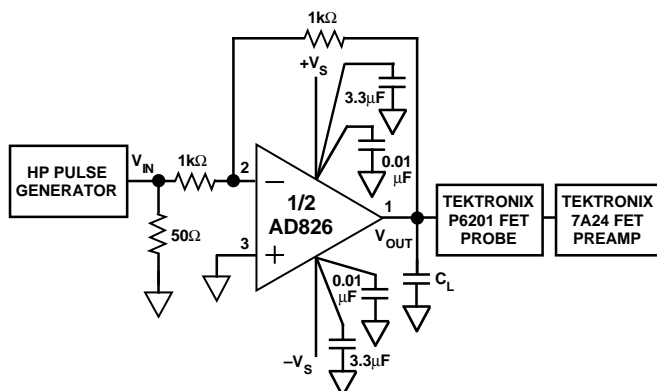 1kΩ
+VS
3.3μF
HP PULSE
GENERATOR
VIN
1kΩ
2
−
0.01
μF
1/2
AD826
1
50Ω
3
+
VOUT
TEKTRONIX
P6201 FET
PROBE
TEKTRONIX
7A24 FET
PREAMP
0.01
μF
CL
−VS
3.3μF